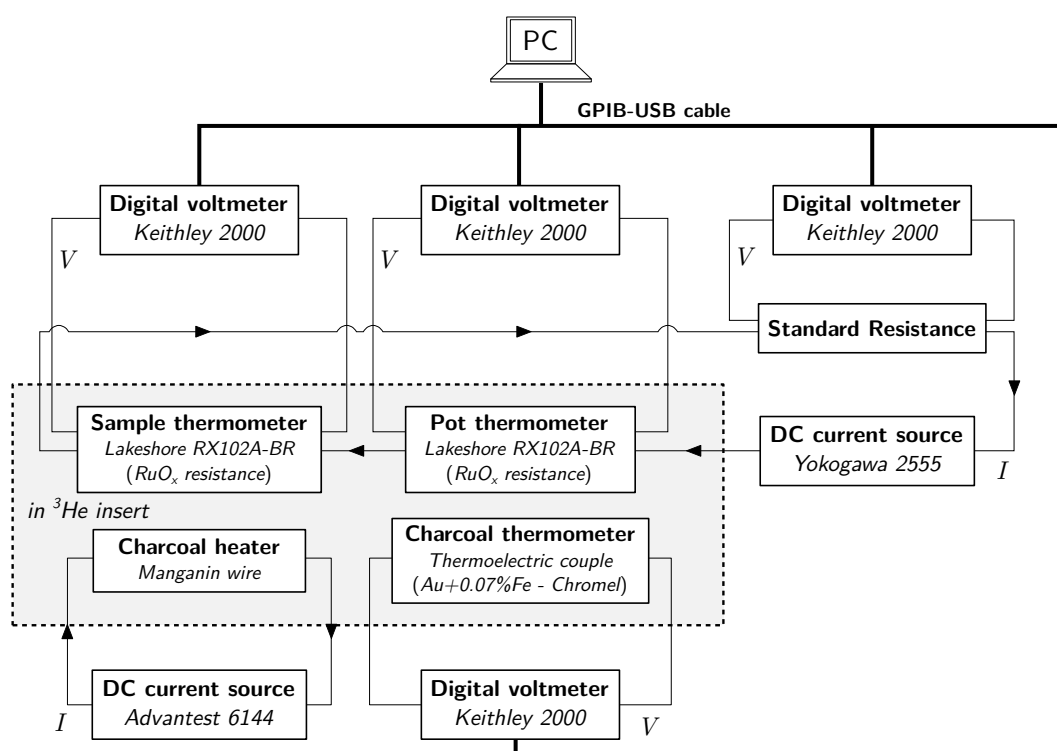 PC
GPIB-USB cable
Digital voltmeter
Keithley 2000
Digital voltmeter
Keithley 2000
Digital voltmeter
Keithley 2000
V
V
V
Standard Resistance
Sample thermometer
Lakeshore RX102A-BR
(RuOₓ resistance)
Pot thermometer
Lakeshore RX102A-BR
(RuOₓ resistance)
DC current source
Yokogawa 2555
I
in ³He insert
Charcoal heater
Manganin wire
Charcoal thermometer
Thermoelectric couple
(Au+0.07%Fe - Chromel)
DC current source
Advantest 6144
I
Digital voltmeter
Keithley 2000
V